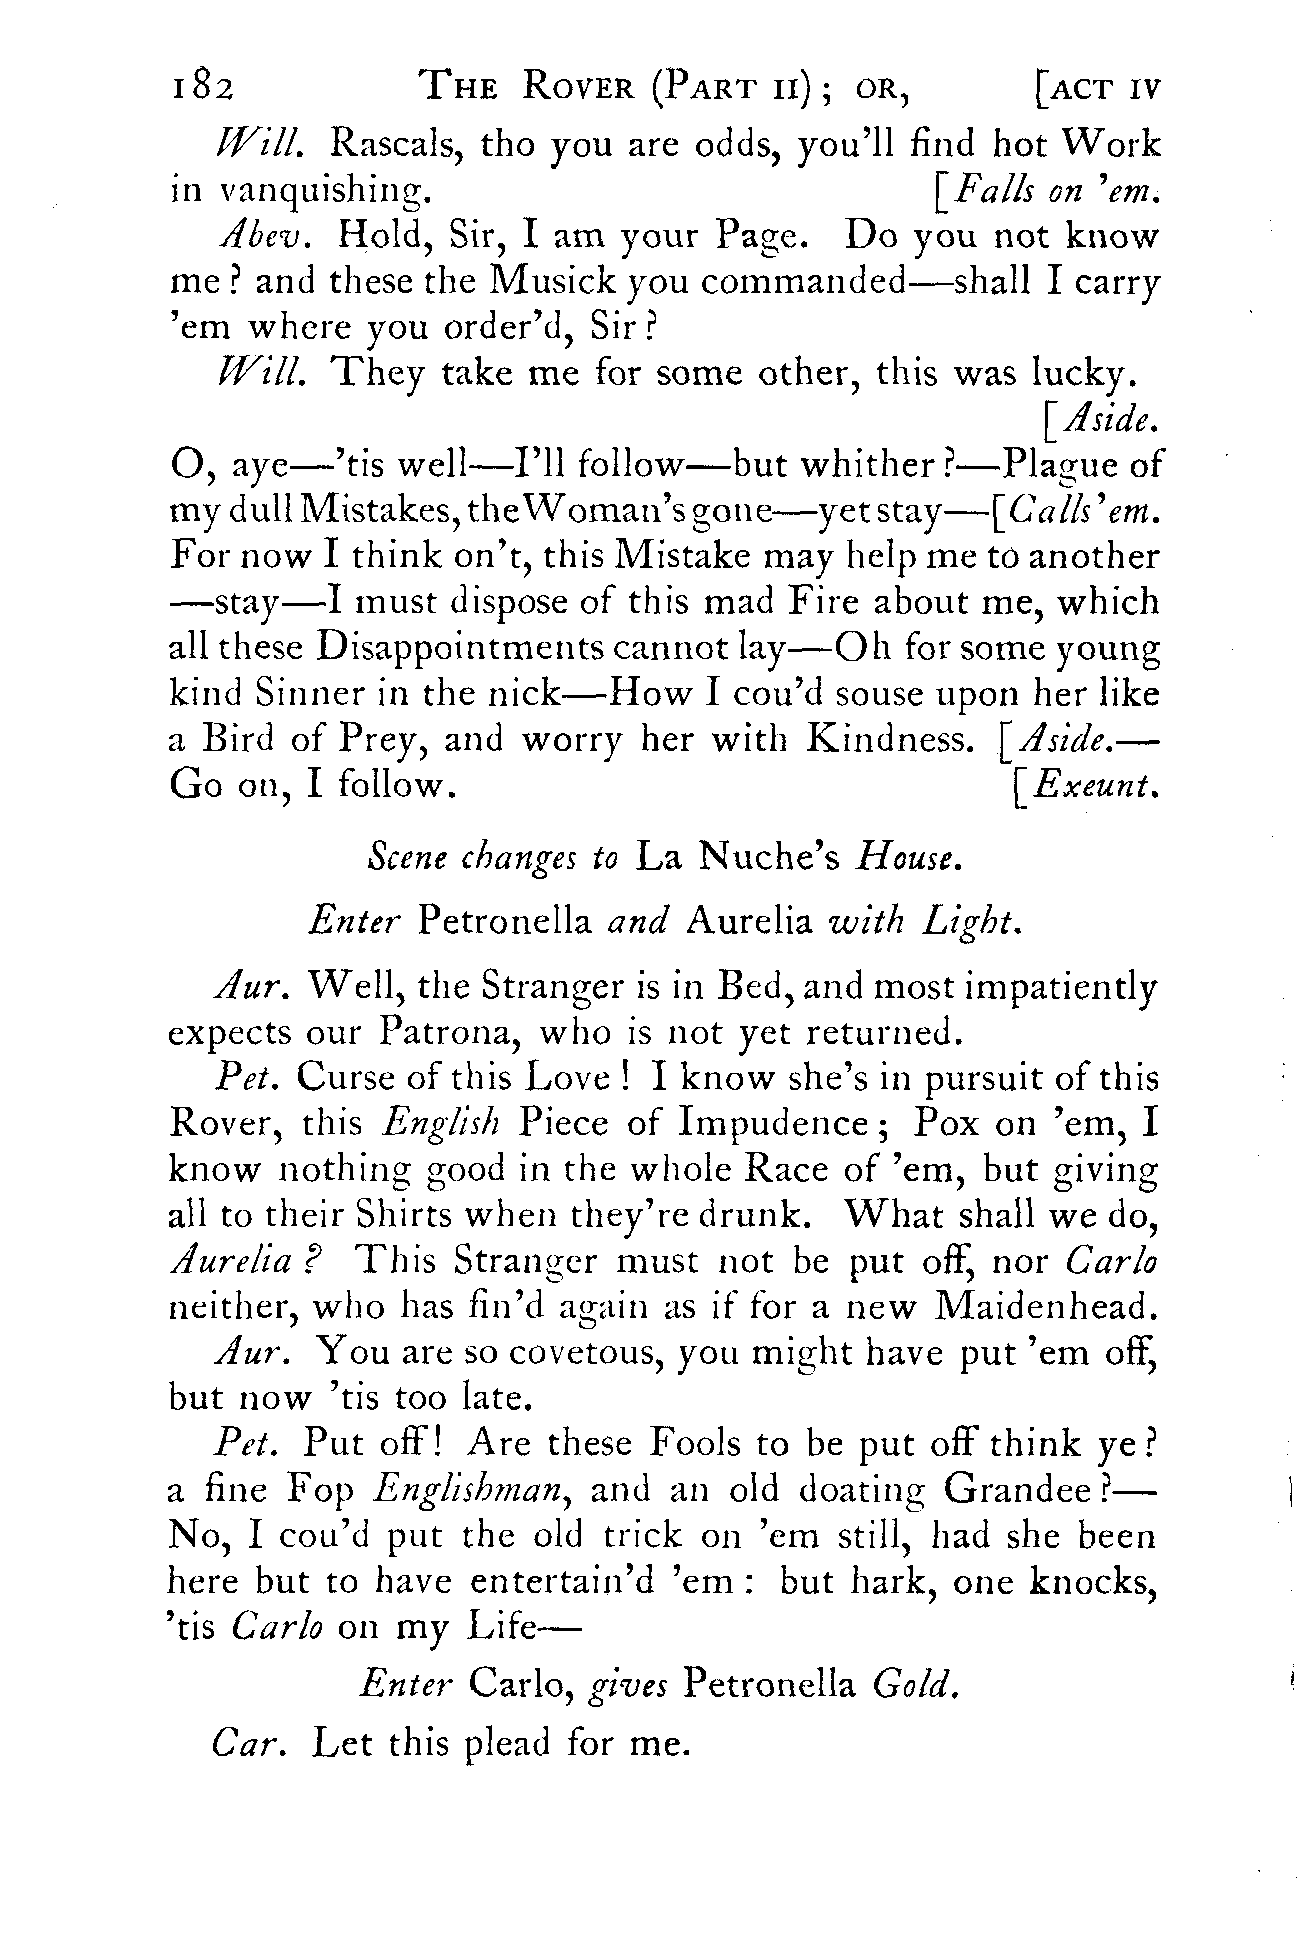 182 THE ROVER (PART II); OR, [ACT IV
Will. Rascals, tho you are odds, you'll find hot Work
in vanquishing. [Falls on 'em.
Abev. Hold, Sir, I am your Page. Do you not know
me? and these the Musick you commanded—shall I carry
'em where you order'd, Sir?
Will. They take me for some other, this was lucky.
[Aside.
O, aye—'tis well—I'll follow—but whither?—Plague of
my dull Mistakes, the Woman's gone—yet stay—[Calls 'em.
For now I think on't, this Mistake may help me to another
—stay—I must dispose of this mad Fire about me, which
all these Disappointments cannot lay—Oh for some young
kind Sinner in the nick—How I cou'd souse upon her like
a Bird of Prey, and worry her with Kindness. [Aside.—
Go on, I follow. [Exeunt.
Scene changes to La Nuche's House.
Enter Petronella and Aurelia with Light.
Aur. Well, the Stranger is in Bed, and most impatiently
expects our Patrona, who is not yet returned.
Pet. Curse of this Love! I know she's in pursuit of this
Rover, this English Piece of Impudence; Pox on 'em, I
know nothing good in the whole Race of 'em, but giving
all to their Shirts when they're drunk. What shall we do,
Aurelia? This Stranger must not be put off, nor Carlo
neither, who has fin'd again as if for a new Maidenhead.
Aur. You are so covetous, you might have put 'em off,
but now 'tis too late.
Pet. Put off! Are these Fools to be put off think ye?
a fine Fop Englishman, and an old doating Grandee?—
No, I cou'd put the old trick on 'em still, had she been
here but to have entertain'd 'em: but hark, one knocks,
'tis Carlo on my Life—
Enter Carlo, gives Petronella Gold.
Car. Let this plead for me.